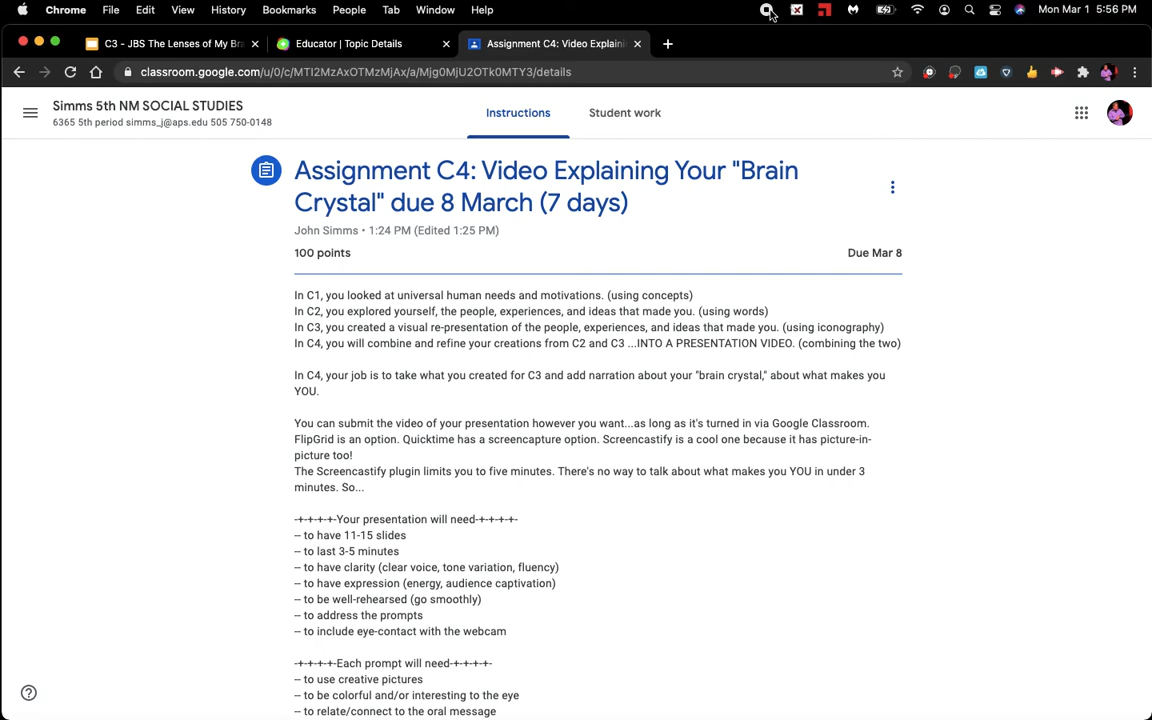 Chrome File Edit View History Bookmarks People Tab Window Help Mon Mar 1 5:56 PM
C3 - JBS The Lenses of My Bra Educator | Topic Details Assignment C4: Video Explainin
classroom.google.com/u/0/c/MTI2MzAxOTMzMjAx/a/Mjg0MjU2OTk0MTY3/details
Simms 5th NM SOCIAL STUDIES
6365 5th period simms_j@aps.edu 505 750-0148
Instructions Student work
Assignment C4: Video Explaining Your "Brain
Crystal" due 8 March (7 days)
John Simms • 1:24 PM (Edited 1:25 PM)
100 points Due Mar 8
In C1, you looked at universal human needs and motivations. (using concepts)
In C2, you explored yourself, the people, experiences, and ideas that made you. (using words)
In C3, you created a visual re-presentation of the people, experiences, and ideas that made you. (using iconography)
In C4, you will combine and refine your creations from C2 and C3 ...INTO A PRESENTATION VIDEO. (combining the two)
In C4, your job is to take what you created for C3 and add narration about your "brain crystal," about what makes you
YOU.
You can submit the video of your presentation however you want...as long as it's turned in via Google Classroom.
FlipGrid is an option. Quicktime has a screencapture option. Screencastify is a cool one because it has picture-in-
picture too!
The Screencastify plugin limits you to five minutes. There's no way to talk about what makes you YOU in under 3
minutes. So...
-+-+-+-+-Your presentation will need-+-+-+-+-
-- to have 11-15 slides
-- to last 3-5 minutes
-- to have clarity (clear voice, tone variation, fluency)
-- to have expression (energy, audience captivation)
-- to be well-rehearsed (go smoothly)
-- to address the prompts
-- to include eye-contact with the webcam
-+-+-+-+-Each prompt will need-+-+-+-+-
-- to use creative pictures
-- to be colorful and/or interesting to the eye
-- to relate/connect to the oral message